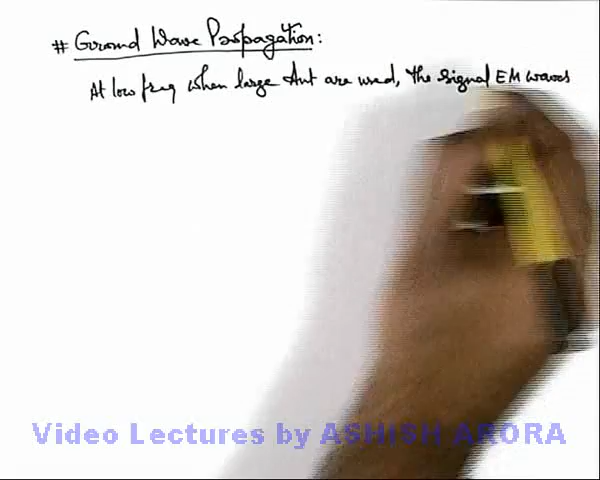 # Ground Wave Propagation:
At low freq when large Ant are used, the signal EM waves
Video Lectures by ASHISH ARORA